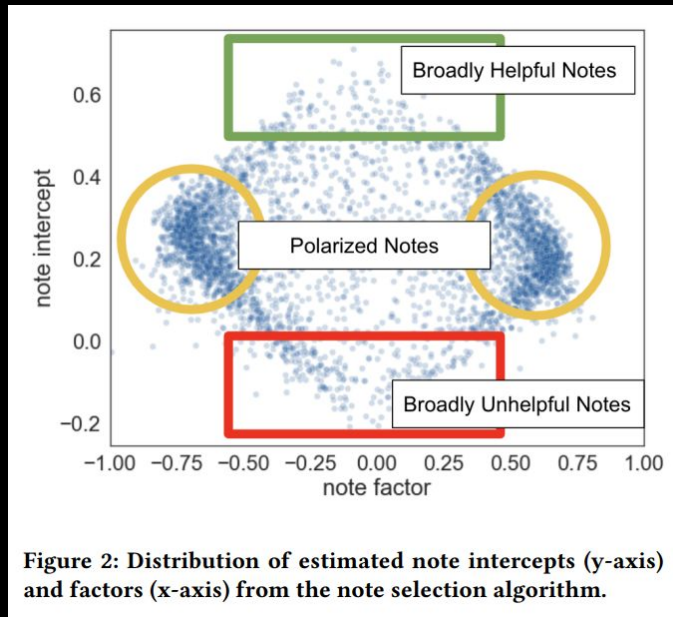 Broadly Helpful Notes
0.6
0.4
Polarized Notes
0.2
0.0
Broadly Unhelpful Notes
−0.2
note intercept
−1.00 −0.75 −0.50 −0.25 0.00 0.25 0.50 0.75 1.00
note factor
Figure 2: Distribution of estimated note intercepts (y-axis)
and factors (x-axis) from the note selection algorithm.